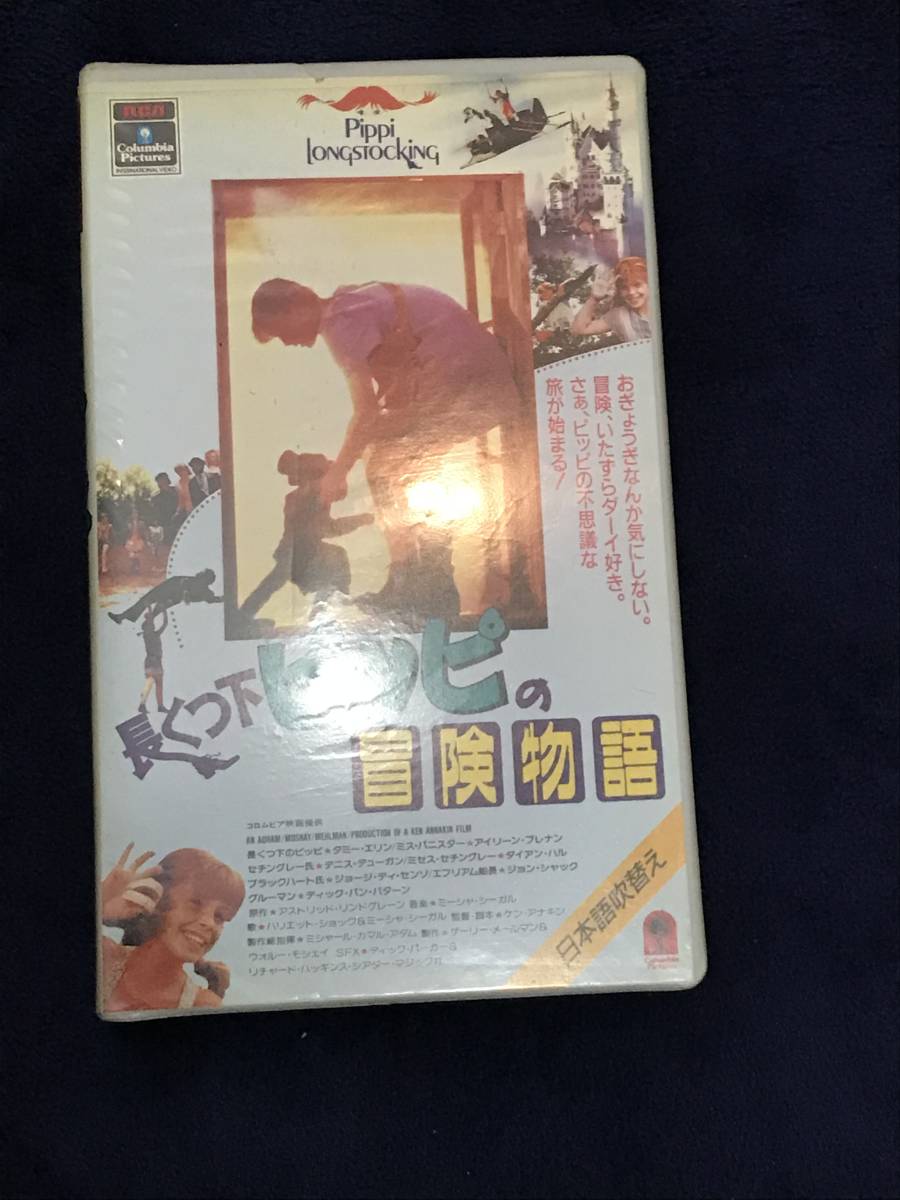 RCA
Columbia
Pictures
INTERNATIONAL VIDEO
Pippi
LONGSTOCKING
おぎょうぎなんか気にしない。
冒険、いたずらダーイ好き。
さぁ、ピッピの不思議な
旅が始まる!
長くつ下ピッピの
冒険物語
コロムビア映画提供
AN ADHAM/MOSHAY/MEHLMAN/PRODUCTION OF A KEN ANNAKIN FILM
長くつ下のピッピ★タミー・エリン/ミス・バニスター★アイリーン・ブレナン
セチングレー氏★デニス・デューガン/ミセス・セチングレー★ダイアン・ハル
ブラックハート氏★ジョージ・ディ・センソ/エフリアム船長★ジョン・シャック
グルーマン★ディック・バン・パターン
原作★アストリッド・リンドグレーン 音楽★ミーシャ・シーガル
歌★ハリエット・ショック&ミーシャ・シーガル 監督・脚本★ケン・アナキン
製作総指揮★ミシャール・カマル・アダム 製作★ゲーリー・メールマン&
ウォルー・モシェイ SFX★ディック・パーカー&
リチャード・ハッキンス・シアター・マジック社
日本語吹替え
Columbia